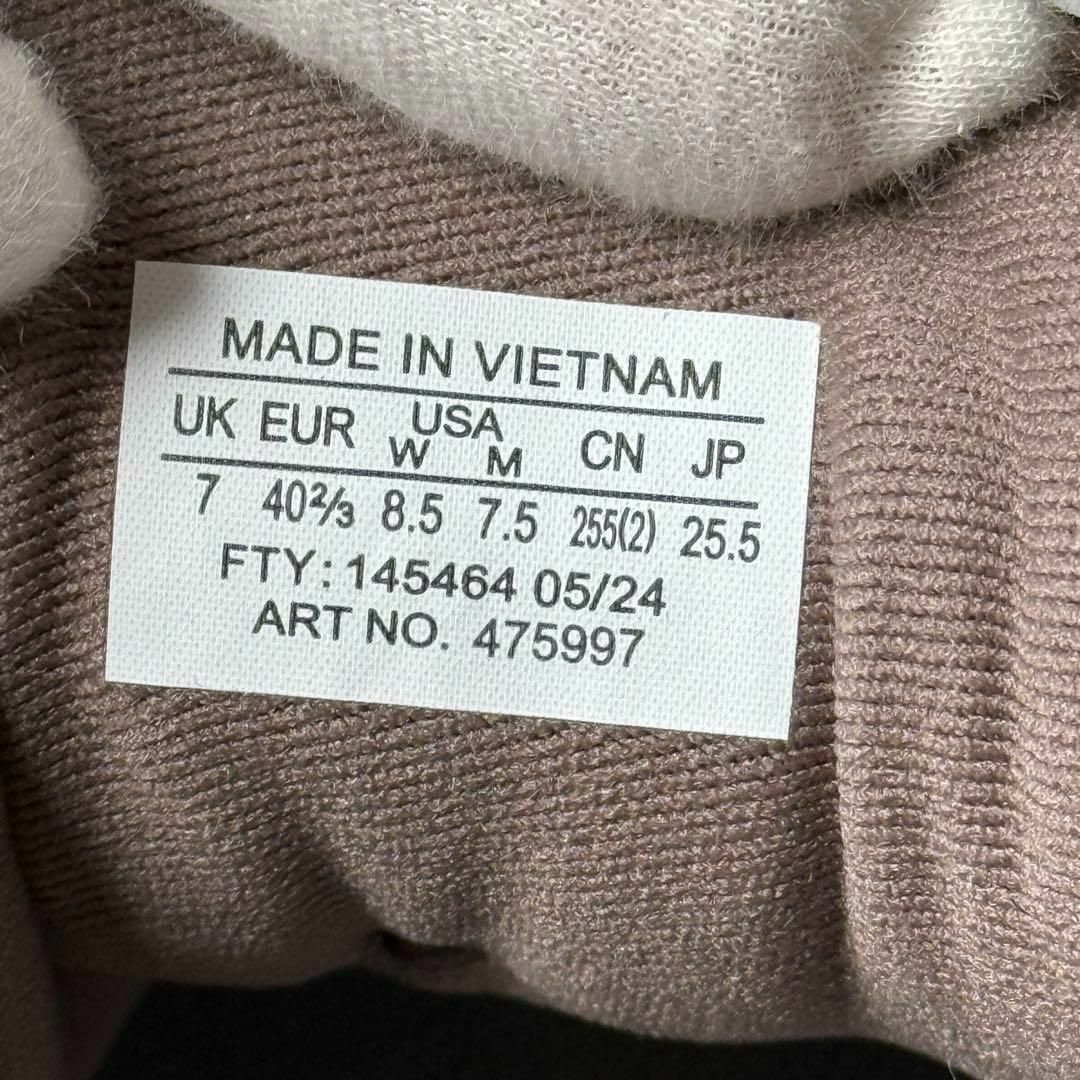 MADE IN VIETNAM
UK EUR USA CN JP
W M
7 40⅔ 8.5 7.5 255(2) 25.5
FTY: 145464 05/24
ART NO. 475997